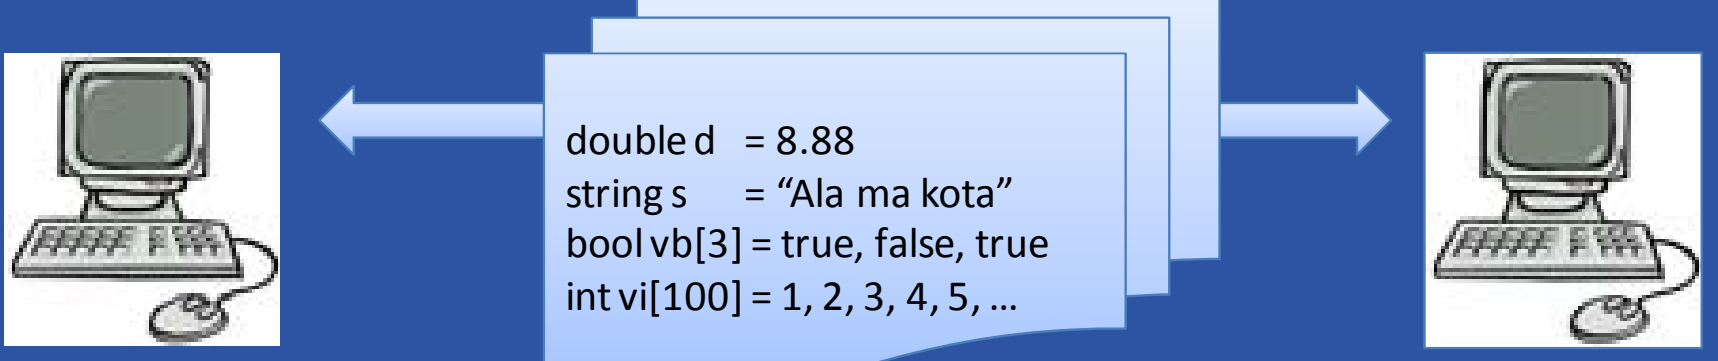 double d = 8.88
string s = “Ala ma kota”
bool vb[3] = true, false, true
int vi[100] = 1, 2, 3, 4, 5, …